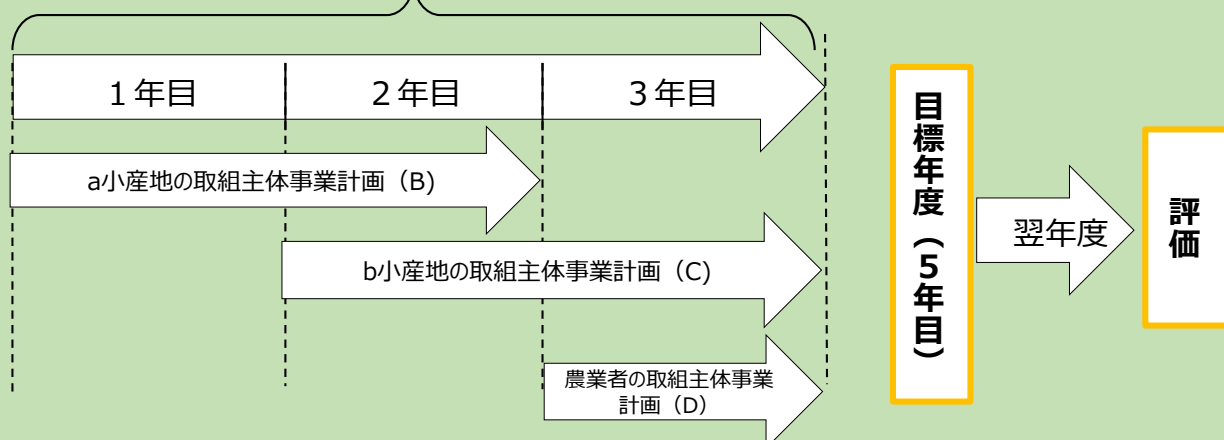 1年目
2年目
3年目
a小産地の取組主体事業計画（B)
b小産地の取組主体事業計画（C)
農業者の取組主体事業
計画（D）
目標年度（5年目）
翌年度
評価